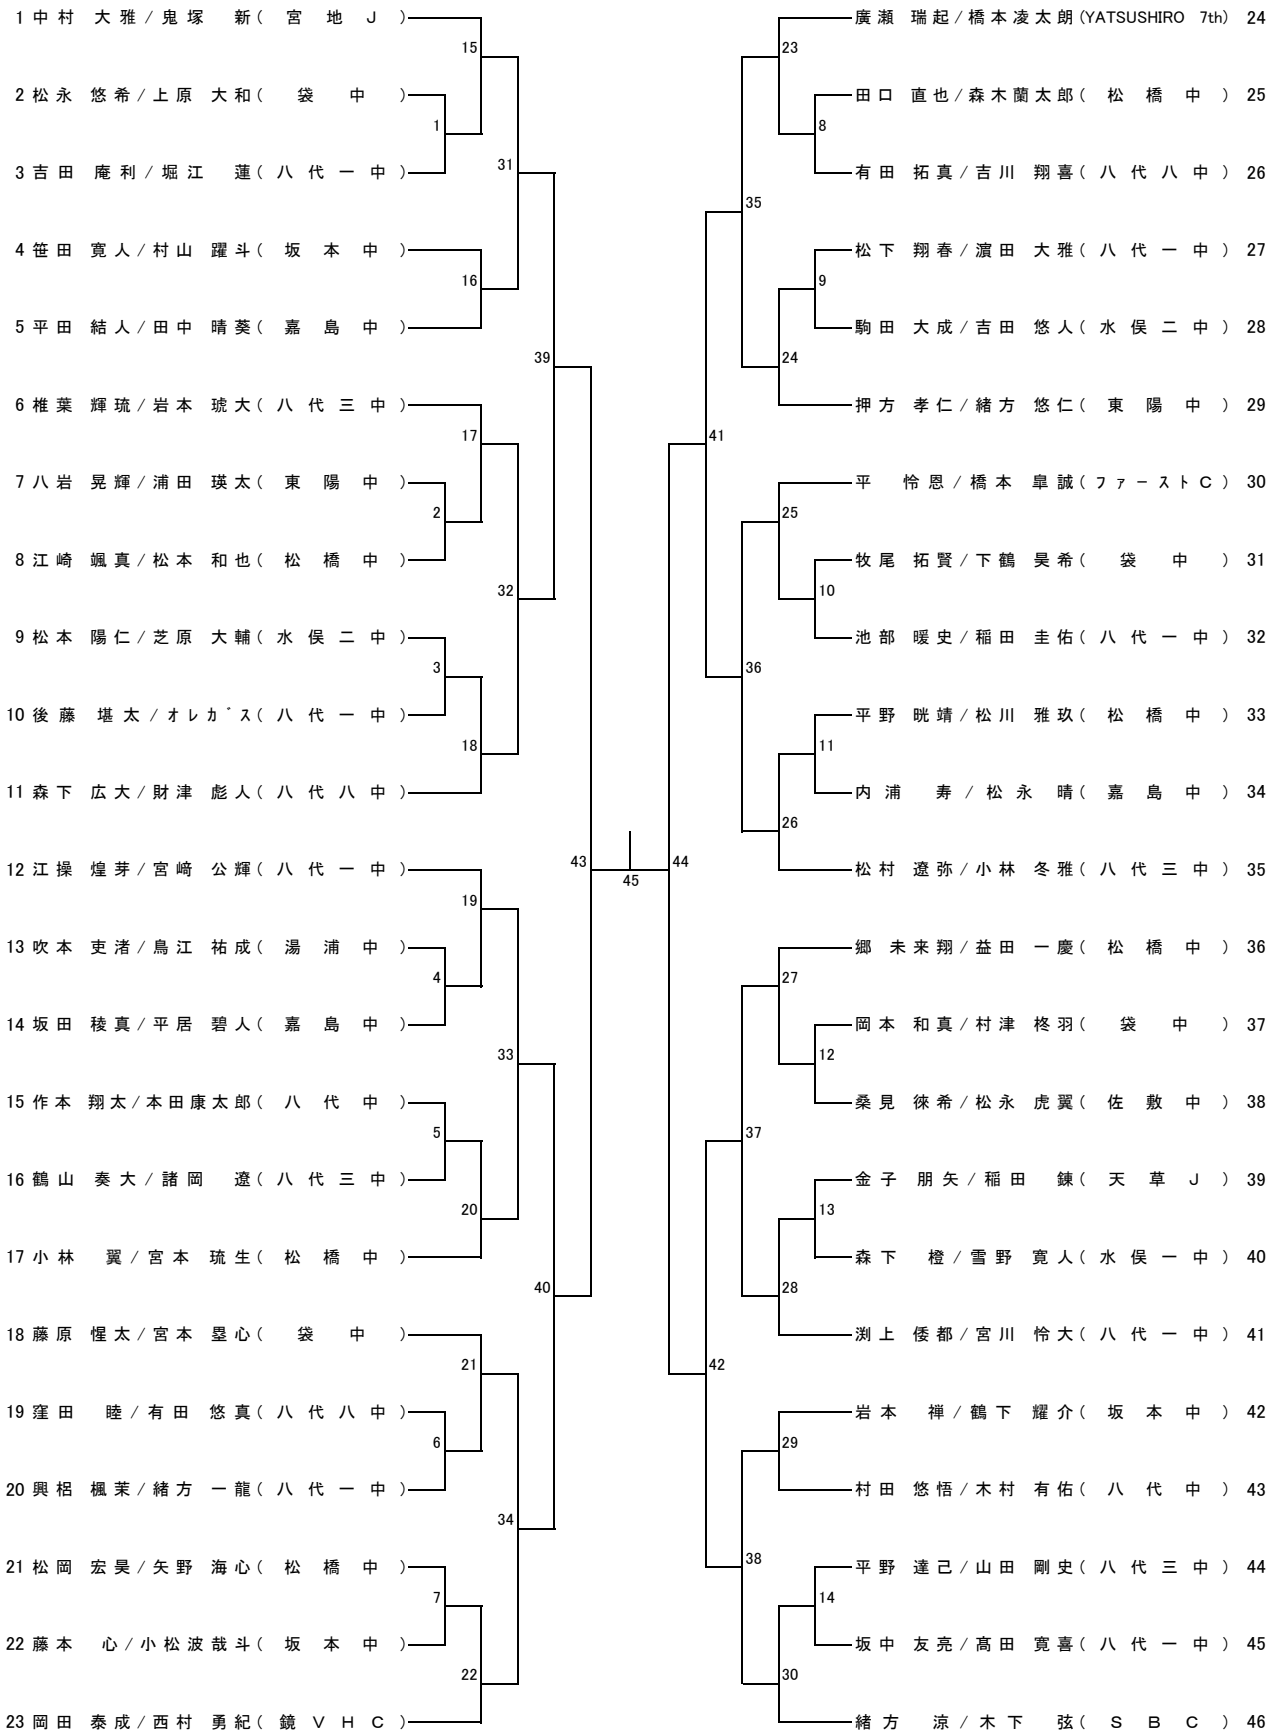 1 中村 大雅/鬼塚 新(宮地J)
15
2 松永 悠希/上原 大和(袋中)
1
3 吉田 庵利/堀江 蓮(八代一中)
31
4 笹田 寛人/村山 躍斗(坂本中)
16
5 平田 結人/田中 晴葵(嘉島中)
39
6 椎葉 輝琉/岩本 琥大(八代三中)
17
7 八岩 晃輝/浦田 瑛太(東陽中)
2
8 江崎 颯真/松本 和也(松橋中)
32
9 松本 陽仁/芝原 大輔(水俣二中)
3
10 後藤 堪太/オレガス(八代一中)
18
11 森下 広大/財津 彪人(八代八中)
43
12 江操 煌芽/宮﨑 公輝(八代一中)
19
13 吹本 吏渚/鳥江 祐成(湯浦中)
4
14 坂田 稜真/平居 碧人(嘉島中)
33
15 作本 翔太/本田康太郎(八代中)
5
16 鶴山 奏大/諸岡 遼(八代三中)
20
17 小林 翼/宮本 琉生(松橋中)
40
18 藤原 惺太/宮本 塁心(袋中)
21
19 窪田 睦/有田 悠真(八代八中)
6
20 興梠 楓茉/緒方 一龍(八代一中)
34
21 松岡 宏昊/矢野 海心(松橋中)
7
22 藤本 心/小松波哉斗(坂本中)
22
23 岡田 泰成/西村 勇紀(鏡VHC)
45
廣瀬 瑞起/橋本凌太朗(YATSUSHIRO 7th) 24
23
田口 直也/森木蘭太郎(松橋中) 25
8
有田 拓真/吉川 翔喜(八代八中) 26
35
松下 翔春/濵田 大雅(八代一中) 27
9
駒田 大成/吉田 悠人(水俣二中) 28
24
押方 孝仁/緒方 悠仁(東陽中) 29
41
平 怜恩/橋本 皐誠(ファーストC) 30
25
牧尾 拓賢/下鶴 昊希(袋中) 31
10
池部 暖史/稲田 圭佑(八代一中) 32
36
平野 晄靖/松川 雅玖(松橋中) 33
11
内浦 寿/松永 晴(嘉島中) 34
26
44
松村 遼弥/小林 冬雅(八代三中) 35
郷 未来翔/益田 一慶(松橋中) 36
27
岡本 和真/村津 柊羽(袋中) 37
12
桑見 徠希/松永 虎翼(佐敷中) 38
37
金子 朋矢/稲田 錬(天草J) 39
13
森下 橙/雪野 寛人(水俣一中) 40
28
渕上 倭都/宮川 怜大(八代一中) 41
42
岩本 禅/鶴下 耀介(坂本中) 42
29
村田 悠悟/木村 有佑(八代中) 43
38
平野 達己/山田 剛史(八代三中) 44
14
坂中 友亮/髙田 寛喜(八代一中) 45
30
緒方 涼/木下 弦(SBC) 46